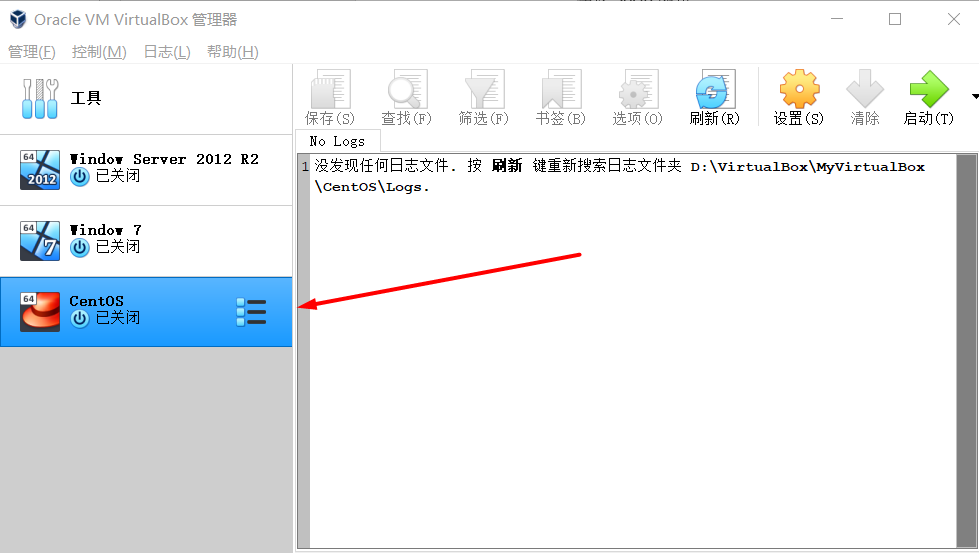 Oracle VM VirtualBox 管理器
管理(F) 控制(M) 日志(L) 帮助(H)
工具
保存(S) 查找(F) 筛选(F) 书签(B) 选项(O) 刷新(R) 设置(S) 清除 启动(T)
No Logs
1 没发现任何日志文件. 按 刷新 键重新搜索日志文件夹 D:\VirtualBox\MyVirtualBox
\CentOS\Logs.
64
2012
Window Server 2012 R2
已关闭
64
7
Window 7
已关闭
64
CentOS
已关闭